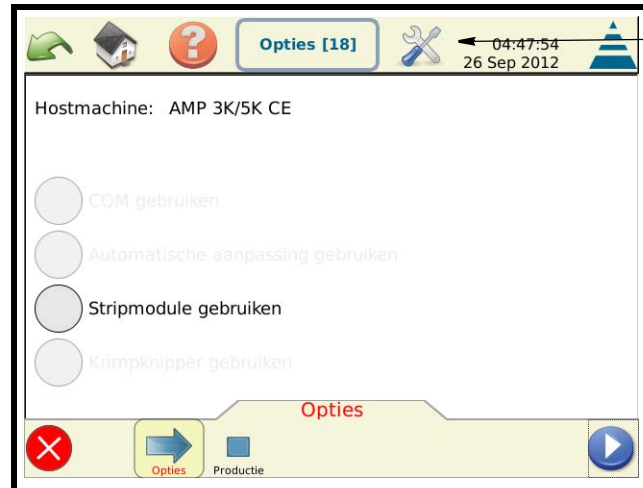 Opties [18]
04:47:54
26 Sep 2012
Hostmachine: AMP 3K/5K CE
CQM gebruiken
Automatische aanpassing gebruiken
Stripmodule gebruiken
Krimpknipper gebruiken
Opties
Opties
Productie